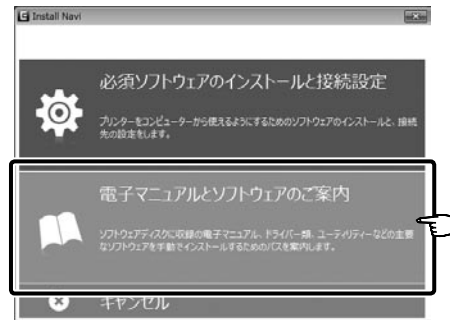 Install Navi
必須ソフトウェアのインストールと接続設定
プリンターをコンピューターから使えるようにするためのソフトウェアのインストールと、接続
先の設定をします。
電子マニュアルとソフトウェアのご案内
ソフトウェアディスクに収録の電子マニュアル、ドライバー類、ユーティリティーなどの主要
なソフトウェアを手動でインストールするためのパスを案内します。
キャンセル